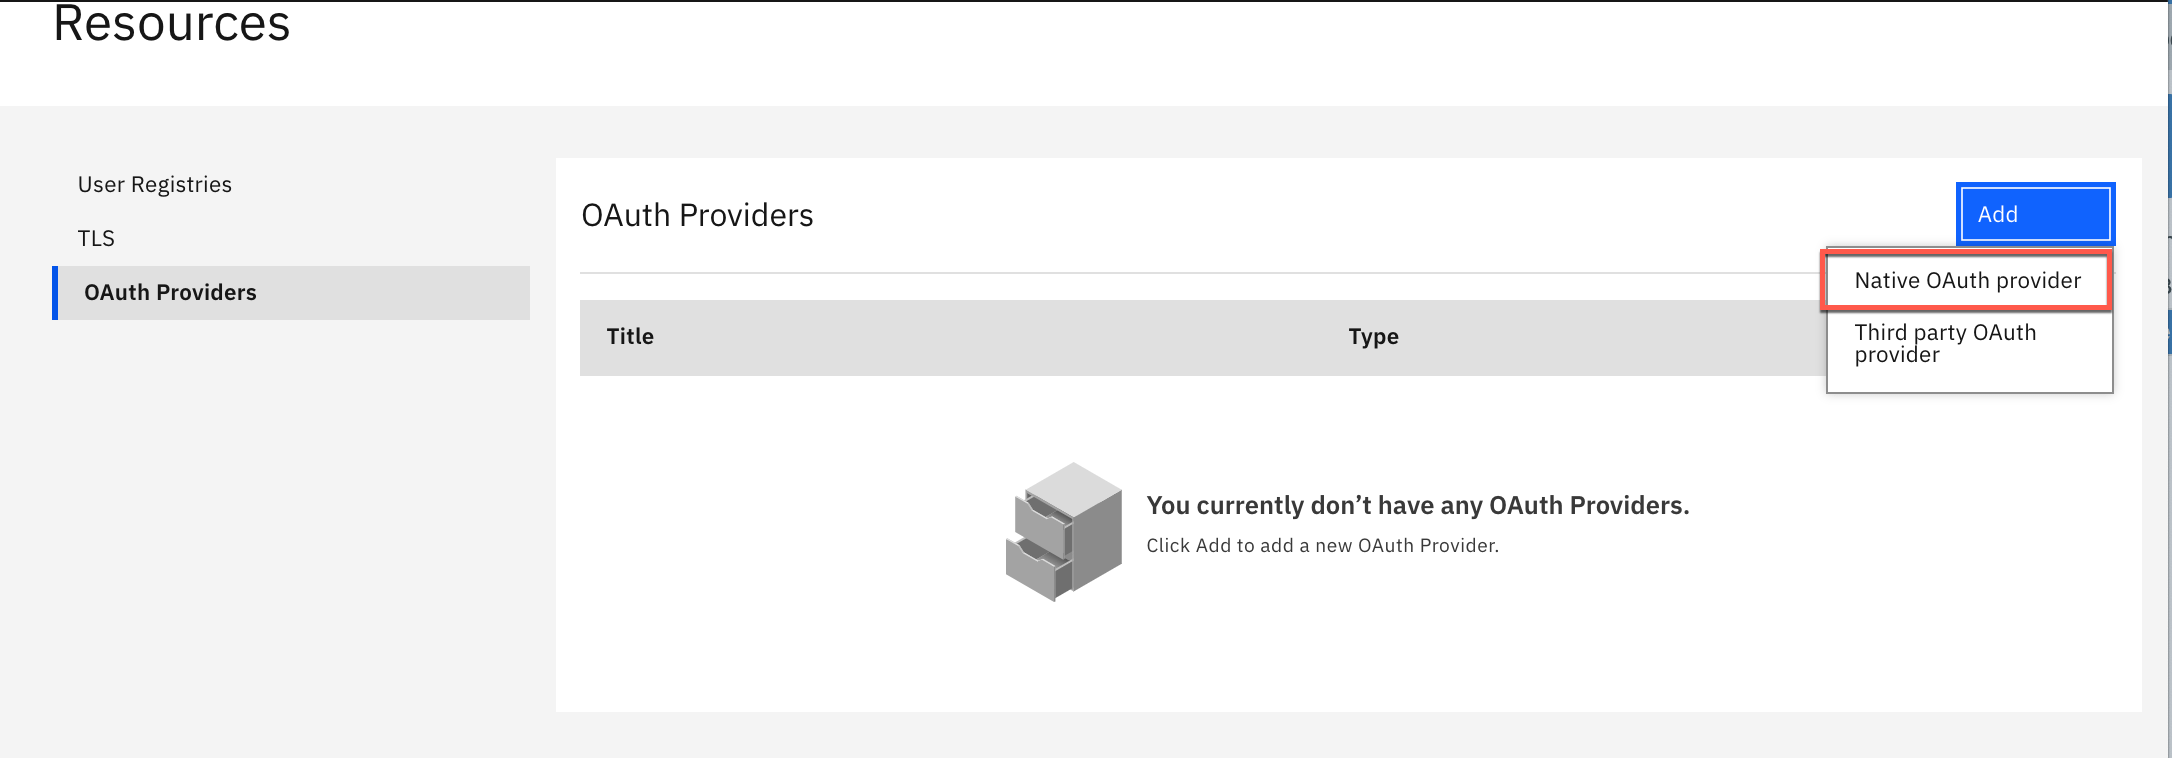 Resources
User Registries
TLS
OAuth Providers
OAuth Providers
Add
Native OAuth provider
Third party OAuth
provider
Title
Type
You currently don’t have any OAuth Providers.
Click Add to add a new OAuth Provider.